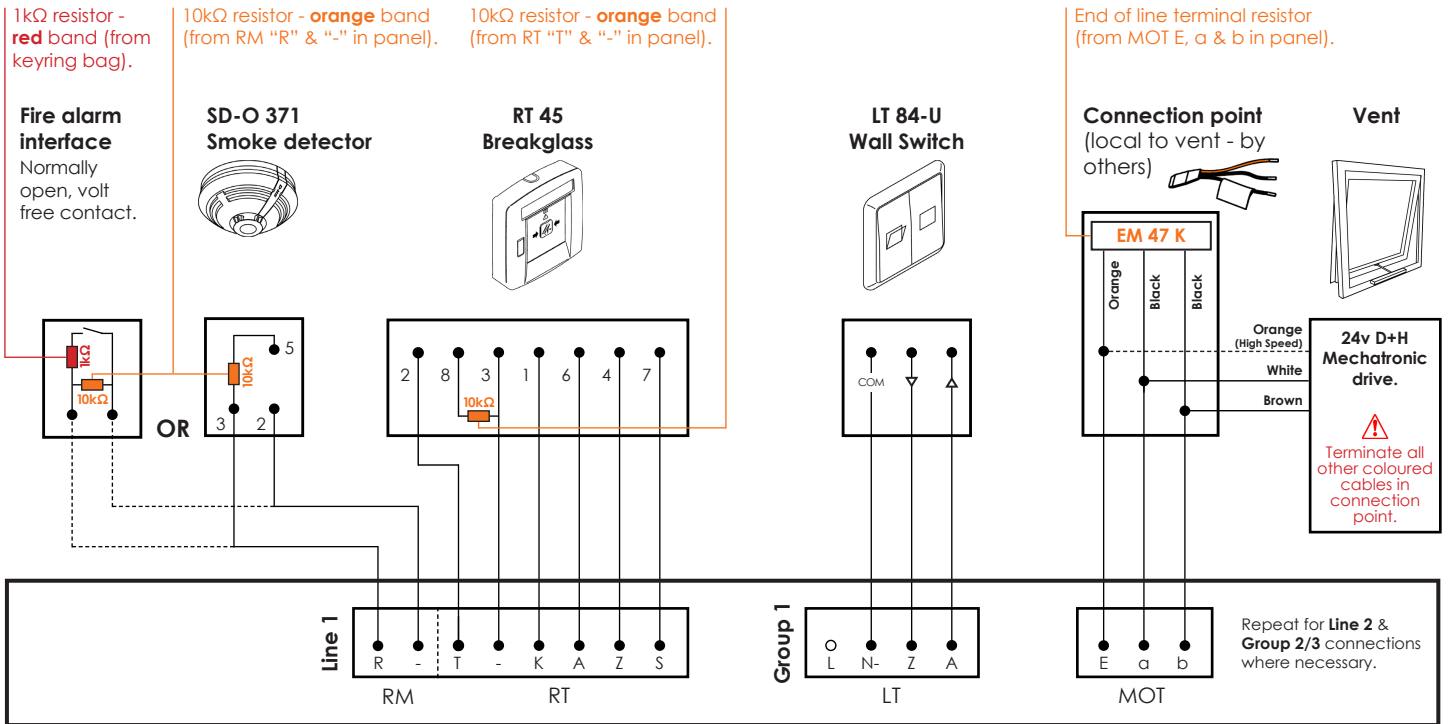 1kΩ resistor -
red band (from
keyring bag).
10kΩ resistor - orange band
(from RM “R” & “-” in panel).
10kΩ resistor - orange band
(from RT “T” & “-” in panel).
End of line terminal resistor
(from MOT E, a & b in panel).
Fire alarm
interface
Normally
open, volt
free contact.
SD-O 371
Smoke detector
RT 45
Breakglass
LT 84-U
Wall Switch
Connection point
(local to vent - by
others)
Vent
1kΩ
10kΩ
OR
10kΩ
5
3
2
2
8
3
1
6
4
7
10kΩ
COM
EM 47 K
Orange
Black
Black
Orange
(High Speed)
White
Brown
24v D+H
Mechatronic
drive.
Terminate all
other coloured
cables in
connection
point.
Line 1
R
-
T
-
K
A
Z
S
RM
RT
Group 1
L
N-
Z
A
LT
E
a
b
MOT
Repeat for Line 2 &
Group 2/3 connections
where necessary.